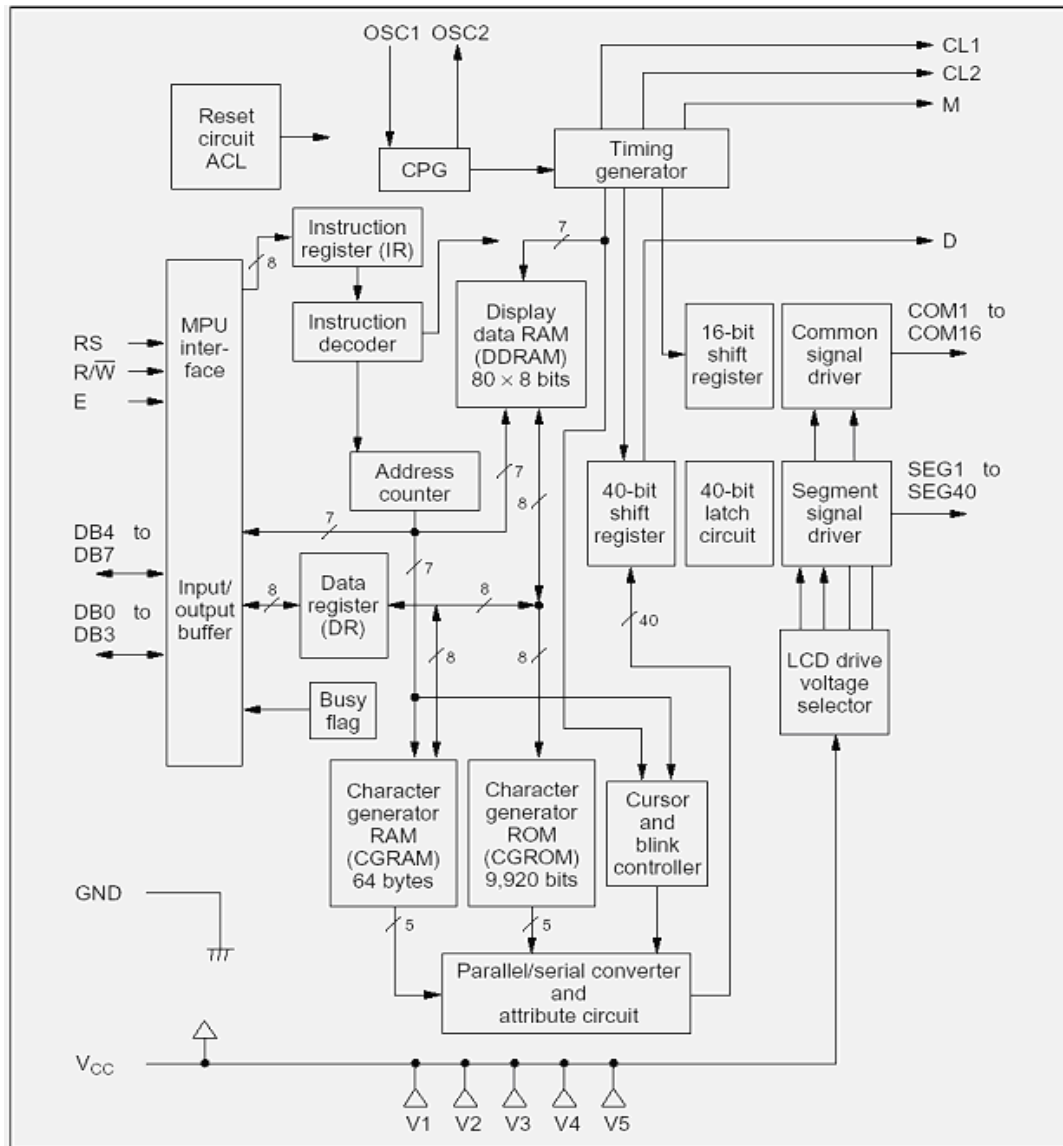 OSC1 OSC2
CL1
CL2
M
Reset
circuit
ACL
CPG
Timing
generator
7
D
8
Instruction
register (IR)
MPU
inter-
face
Instruction
decoder
Display
data RAM
(DDRAM)
80 × 8 bits
16-bit
shift
register
Common
signal
driver
COM1 to
COM16
RS
R/W̅
E
Address
counter
7
8
40-bit
shift
register
40-bit
latch
circuit
Segment
signal
driver
SEG1 to
SEG40
DB4 to
DB7
7
7
Input/
output
buffer
8
Data
register
(DR)
8
DB0 to
DB3
8
8
40
LCD drive
voltage
selector
Busy
flag
Character
generator
RAM
(CGRAM)
64 bytes
Character
generator
ROM
(CGROM)
9,920 bits
Cursor
and
blink
controller
GND
5
5
Parallel/serial converter
and
attribute circuit
VCC
V1 V2 V3 V4 V5